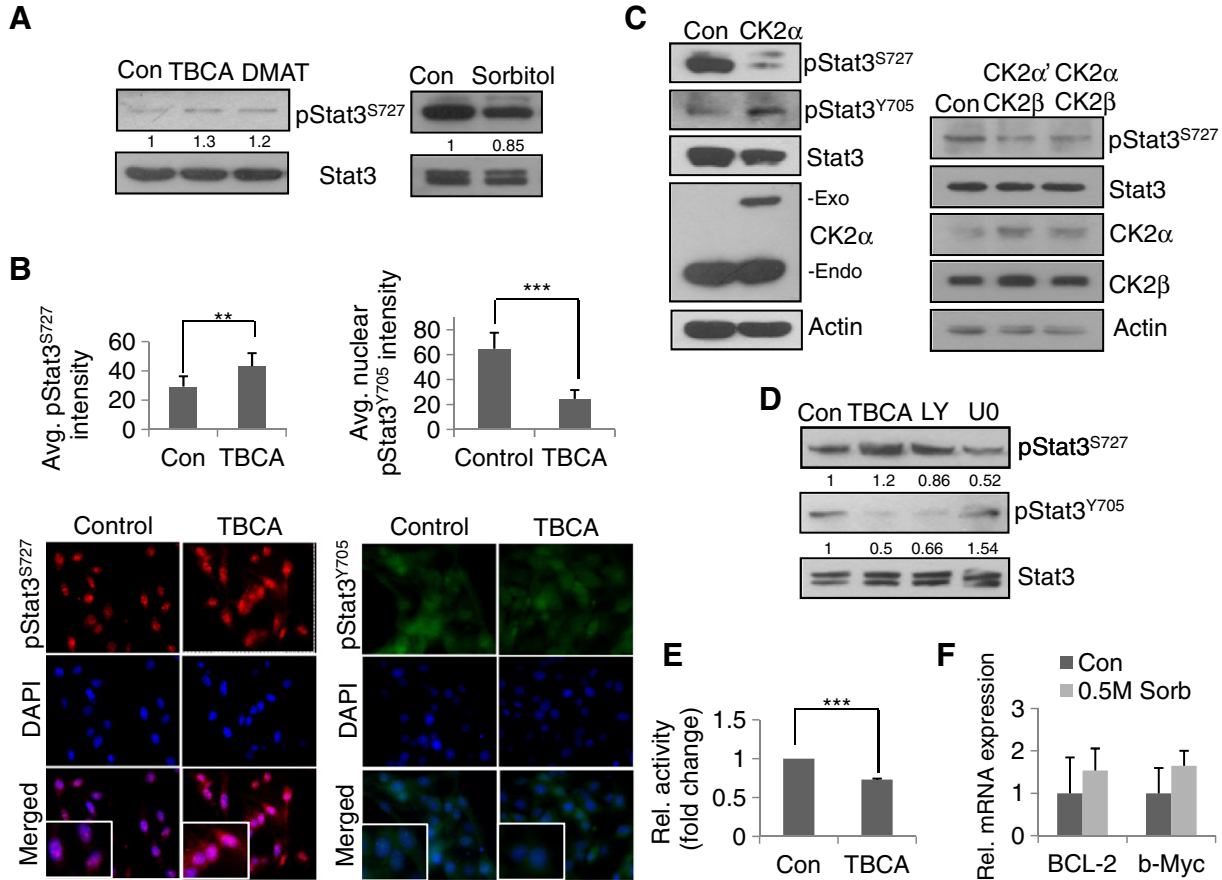 A
Con TBCA DMAT
pStat3S727
1 1.3 1.2
Stat3
Con Sorbitol
1 0.85
B
Avg. pStat3S727
intensity
60
40
20
0
**
Con TBCA
Avg. nuclear
pStat3Y705 intensity
80
60
40
20
0
***
Control TBCA
Control TBCA
pStat3S727
DAPI
Merged
Control TBCA
pStat3Y705
C
Con CK2α
pStat3S727
pStat3Y705
Stat3
-Exo
CK2α
-Endo
Actin
CK2α' CK2α
Con CK2β CK2β
pStat3S727
Stat3
CK2α
CK2β
Actin
D
Con TBCA LY U0
pStat3S727
1 1.2 0.86 0.52
pStat3Y705
1 0.5 0.66 1.54
Stat3
E
Rel. activity
(fold change)
1.5
1
0.5
0
***
Con TBCA
F
Con
0.5M Sorb
Rel. mRNA expression
3
2
1
0
BCL-2 b-Myc